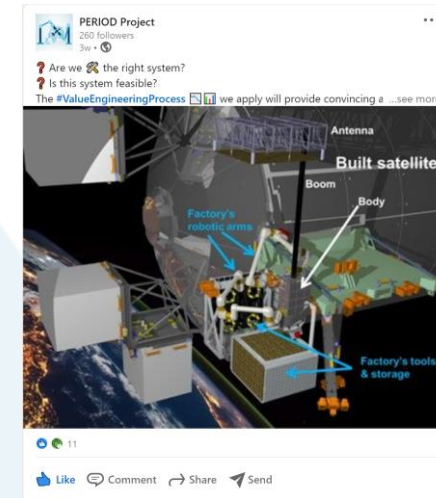 PERIOD Project
260 followers
3w •
? Are we 🛠 the right system?
? Is this system feasible?
The #ValueEngineeringProcess 📉📊 we apply will provide convincing a ...see more
Antenna
Built satellite
Boom
Body
Factory's
robotic arms
Factory's tools
& storage
11
Like Comment Share Send